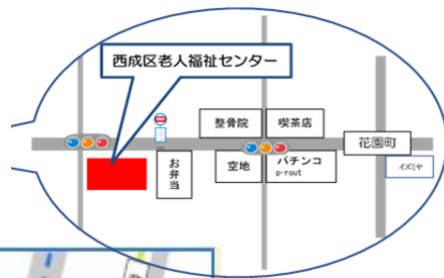 西成区老人福祉センター
整骨院
喫茶店
花園町
お弁当
空地
パチンコ
p-rout
イズミヤ